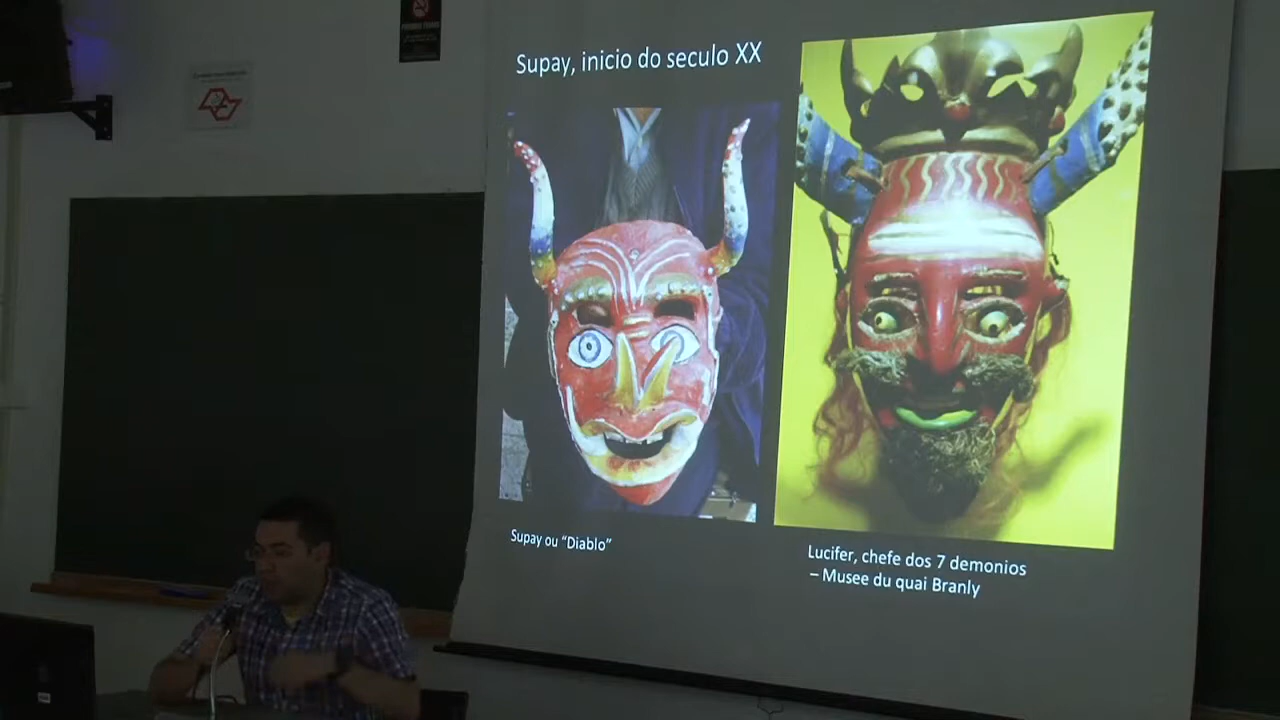 Supay, inicio do seculo XX
Supay ou “Diablo”
Lucifer, chefe dos 7 demonios
– Musee du quai Branly